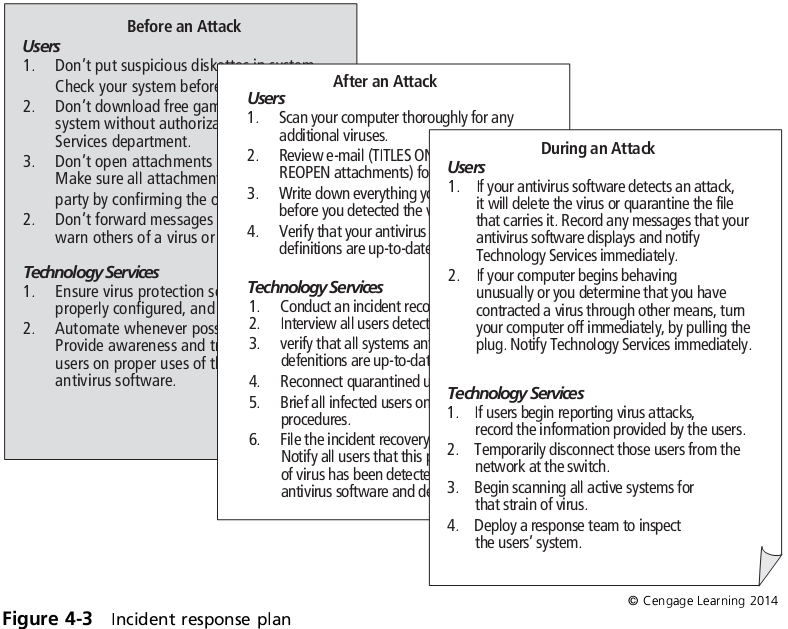 Before an Attack
Users
1. Don't put suspicious diskettes in system.
Check your system before
2. Don't download free gam
system without authoriza
Services department.
3. Don't open attachments
Make sure all attachment
party by confirming the o
2. Don't forward messages
warn others of a virus or
Technology Services
1. Ensure virus protection so
properly configured, and
2. Automate whenever poss
Provide awareness and tr
users on proper uses of th
antivirus software.
After an Attack
Users
1. Scan your computer thoroughly for any
additional viruses.
2. Review e-mail (TITLES ON
REOPEN attachments) fo
3. Write down everything yo
before you detected the v
4. Verify that your antivirus
definitions are up-to-date
Technology Services
1. Conduct an incident reco
2. Interview all users detect
3. verify that all systems ant
defenitions are up-to-dat
4. Reconnect quarantined u
5. Brief all infected users on
procedures.
6. File the incident recovery
Notify all users that this p
of virus has been detecte
antivirus software and de
During an Attack
Users
1. If your antivirus software detects an attack,
it will delete the virus or quarantine the file
that carries it. Record any messages that your
antivirus software displays and notify
Technology Services immediately.
2. If your computer begins behaving
unusually or you determine that you have
contracted a virus through other means, turn
your computer off immediately, by pulling the
plug. Notify Technology Services immediately.
Technology Services
1. If users begin reporting virus attacks,
record the information provided by the users.
2. Temporarily disconnect those users from the
network at the switch.
3. Begin scanning all active systems for
that strain of virus.
4. Deploy a response team to inspect
the users' system.
© Cengage Learning 2014
Figure 4-3 Incident response plan